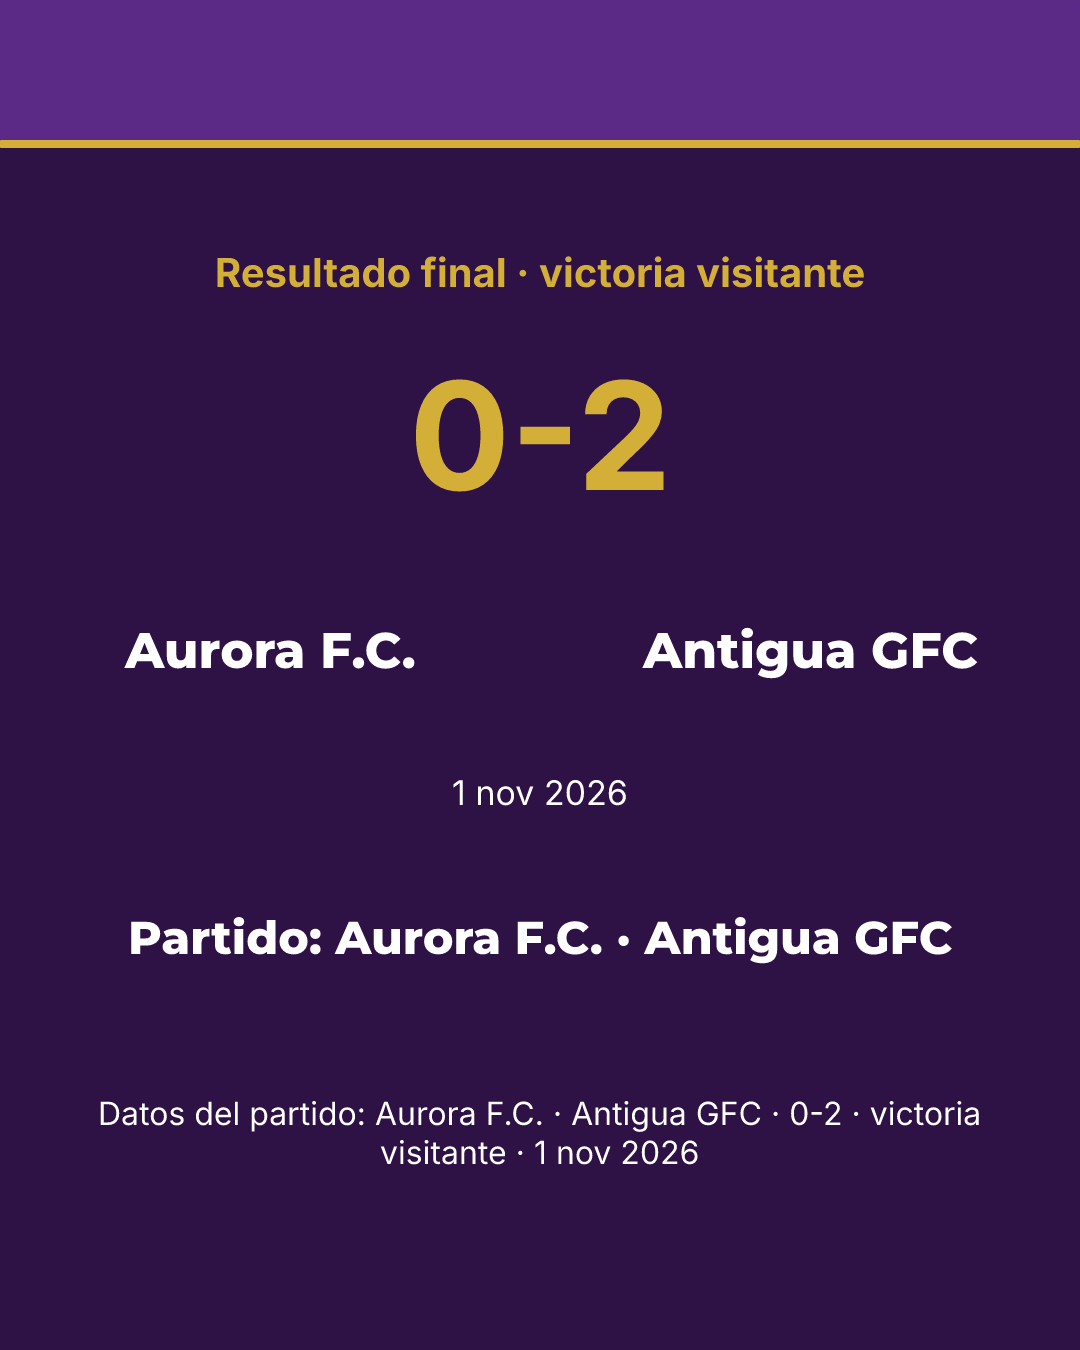 Resultado final · victoria visitante
0-2
Aurora F.C.
Antigua GFC
1 nov 2026
Partido: Aurora F.C. · Antigua GFC
Datos del partido: Aurora F.C. · Antigua GFC · 0-2 · victoria
visitante · 1 nov 2026